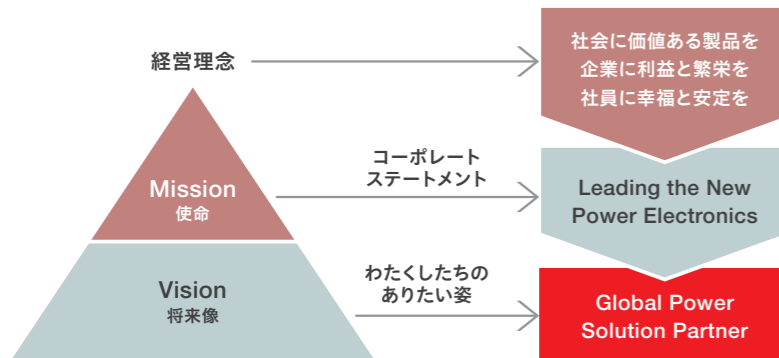 経営理念
社会に価値ある製品を
企業に利益と繁栄を
社員に幸福と安定を
Mission
使命
コーポレート
ステートメント
Leading the New
Power Electronics
Vision
将来像
わたくしたちの
ありたい姿
Global Power
Solution Partner